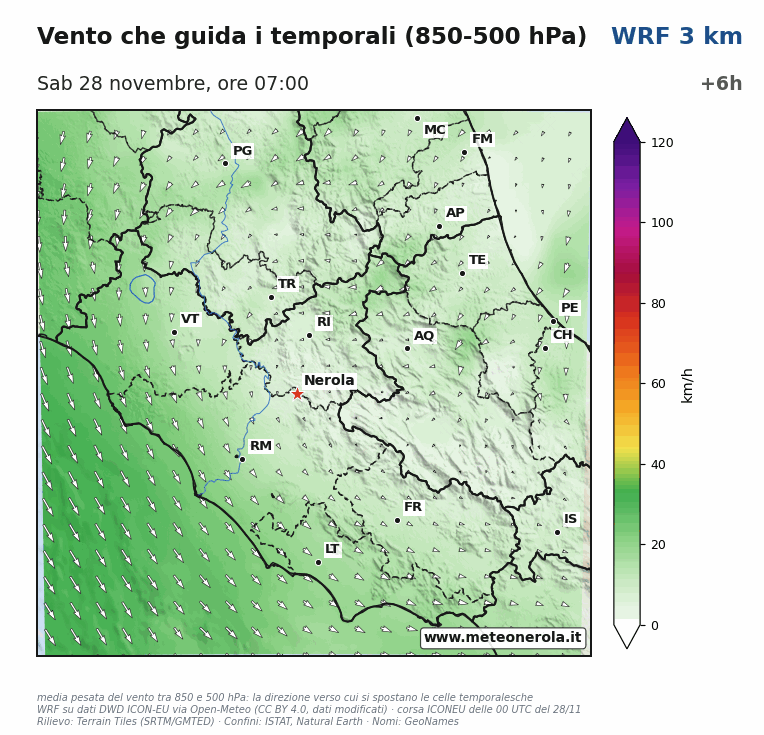 Vento che guida i temporali (850-500 hPa) WRF 3 km
Sab 28 novembre, ore 07:00 +6h
MC
FM
PG
AP
TE
TR
PE
VT
RI
AQ
CH
Nerola
RM
FR
IS
LT
www.meteonerola.it
120
100
80
60
40
20
0
km/h
media pesata del vento tra 850 e 500 hPa: la direzione verso cui si spostano le celle temporalesche
WRF su dati DWD ICON-EU via Open-Meteo (CC BY 4.0, dati modificati) · corsa ICONEU delle 00 UTC del 28/11
Rilievo: Terrain Tiles (SRTM/GMTED) · Confini: ISTAT, Natural Earth · Nomi: GeoNames